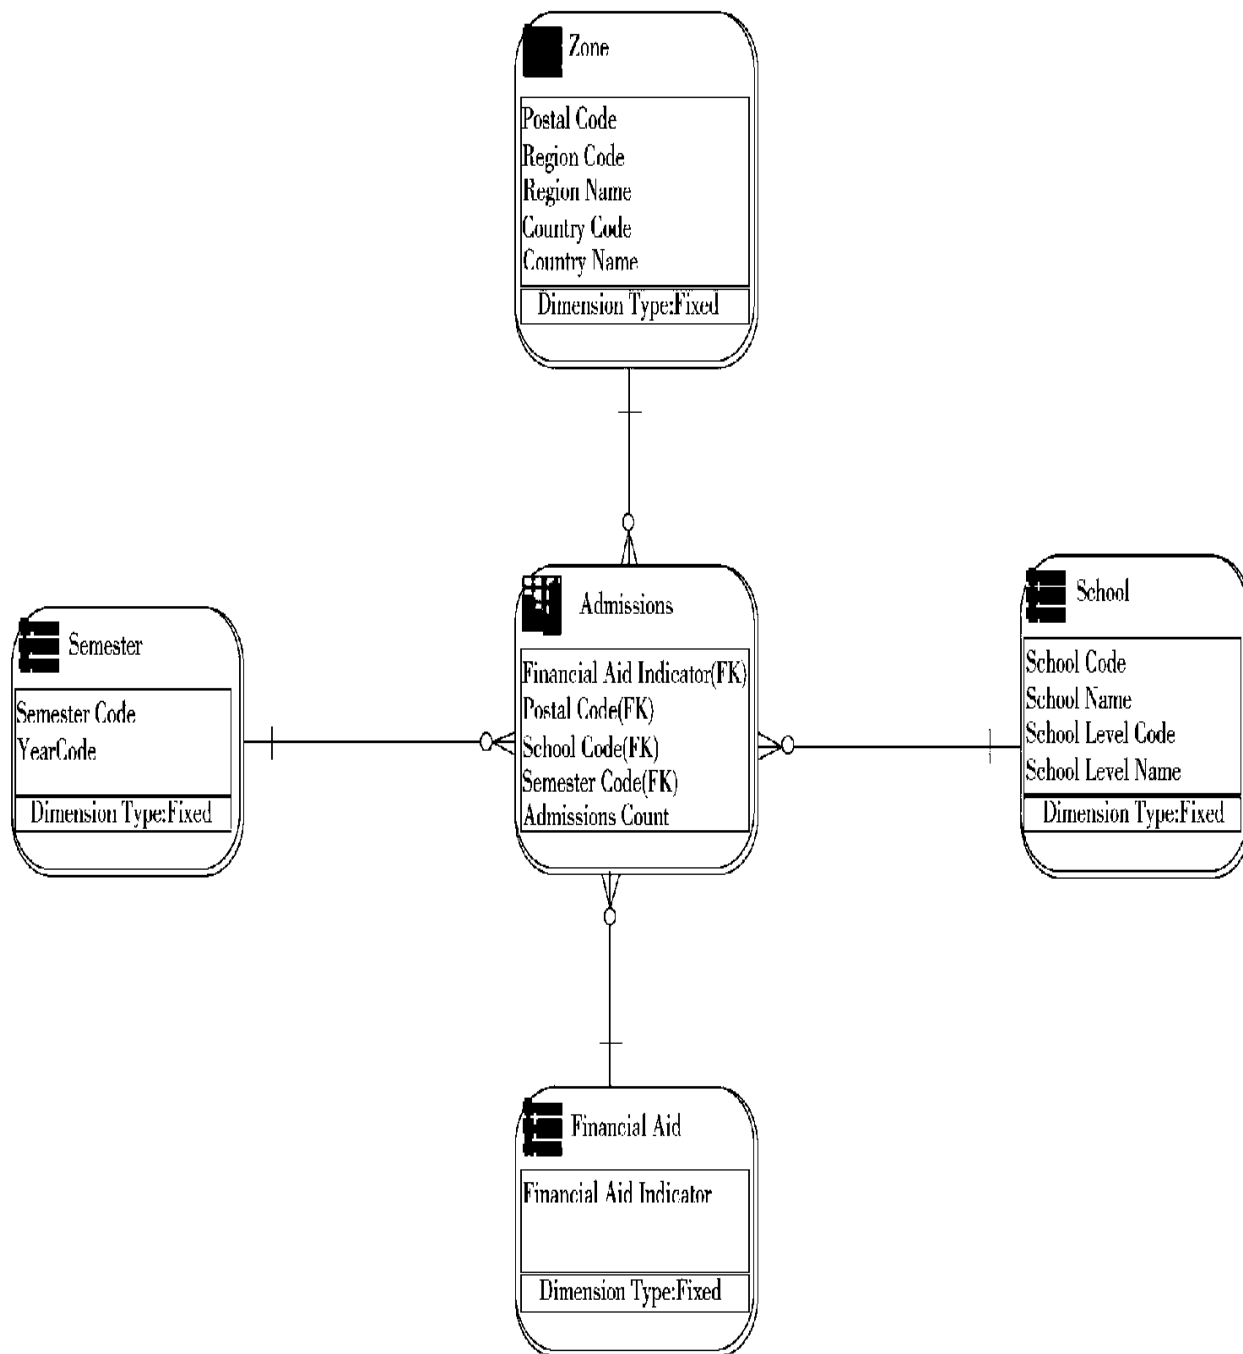 Zone
Postal Code
Region Code
Region Name
Country Code
Country Name
Dimension Type:Fixed
Admissions
Financial Aid Indicator(FK)
Postal Code(FK)
School Code(FK)
Semester Code(FK)
Admissions Count
Semester
Semester Code
YearCode
Dimension Type:Fixed
School
School Code
School Name
School Level Code
School Level Name
Dimension Type:Fixed
Financial Aid
Financial Aid Indicator
Dimension Type:Fixed